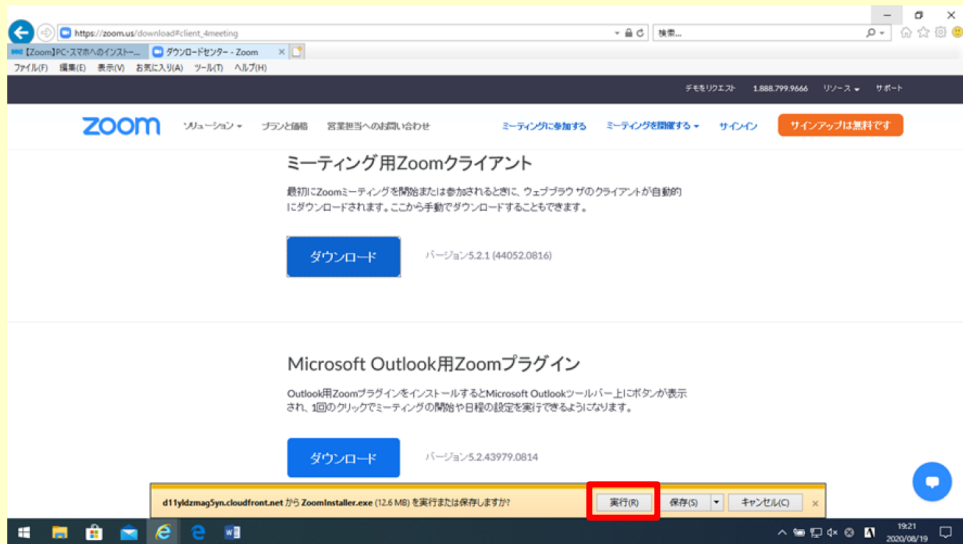 https://zoom.us/download#client_4meeting
検索...
【Zoom】PC・スマホへのインストー...
ダウンロードセンター - Zoom
ファイル(F) 編集(E) 表示(V) お気に入り(A) ツール(T) ヘルプ(H)
デモをリクエスト 1.888.799.9666 リソース サポート
zoom ソリューション プランと価格 営業担当へのお問い合わせ ミーティングに参加する ミーティングを開催する サインイン サインアップは無料です
ミーティング用Zoomクライアント
最初にZoomミーティングを開始または参加されるときに、ウェブブラウザのクライアントが自動的
にダウンロードされます。ここから手動でダウンロードすることもできます。
ダウンロード バージョン5.2.1 (44052.0816)
Microsoft Outlook用Zoomプラグイン
Outlook用ZoomプラグインをインストールするとMicrosoft Outlookツールバー上にボタンが表示
され、1回のクリックでミーティングの開始や日程の設定を実行できるようになります。
ダウンロード バージョン5.2.43979.0814
d11yldzmag5yn.cloudfront.net から ZoomInstaller.exe (12.6 MB) を実行または保存しますか? 実行(R) 保存(S) キャンセル(C)
19:21
2020/08/19